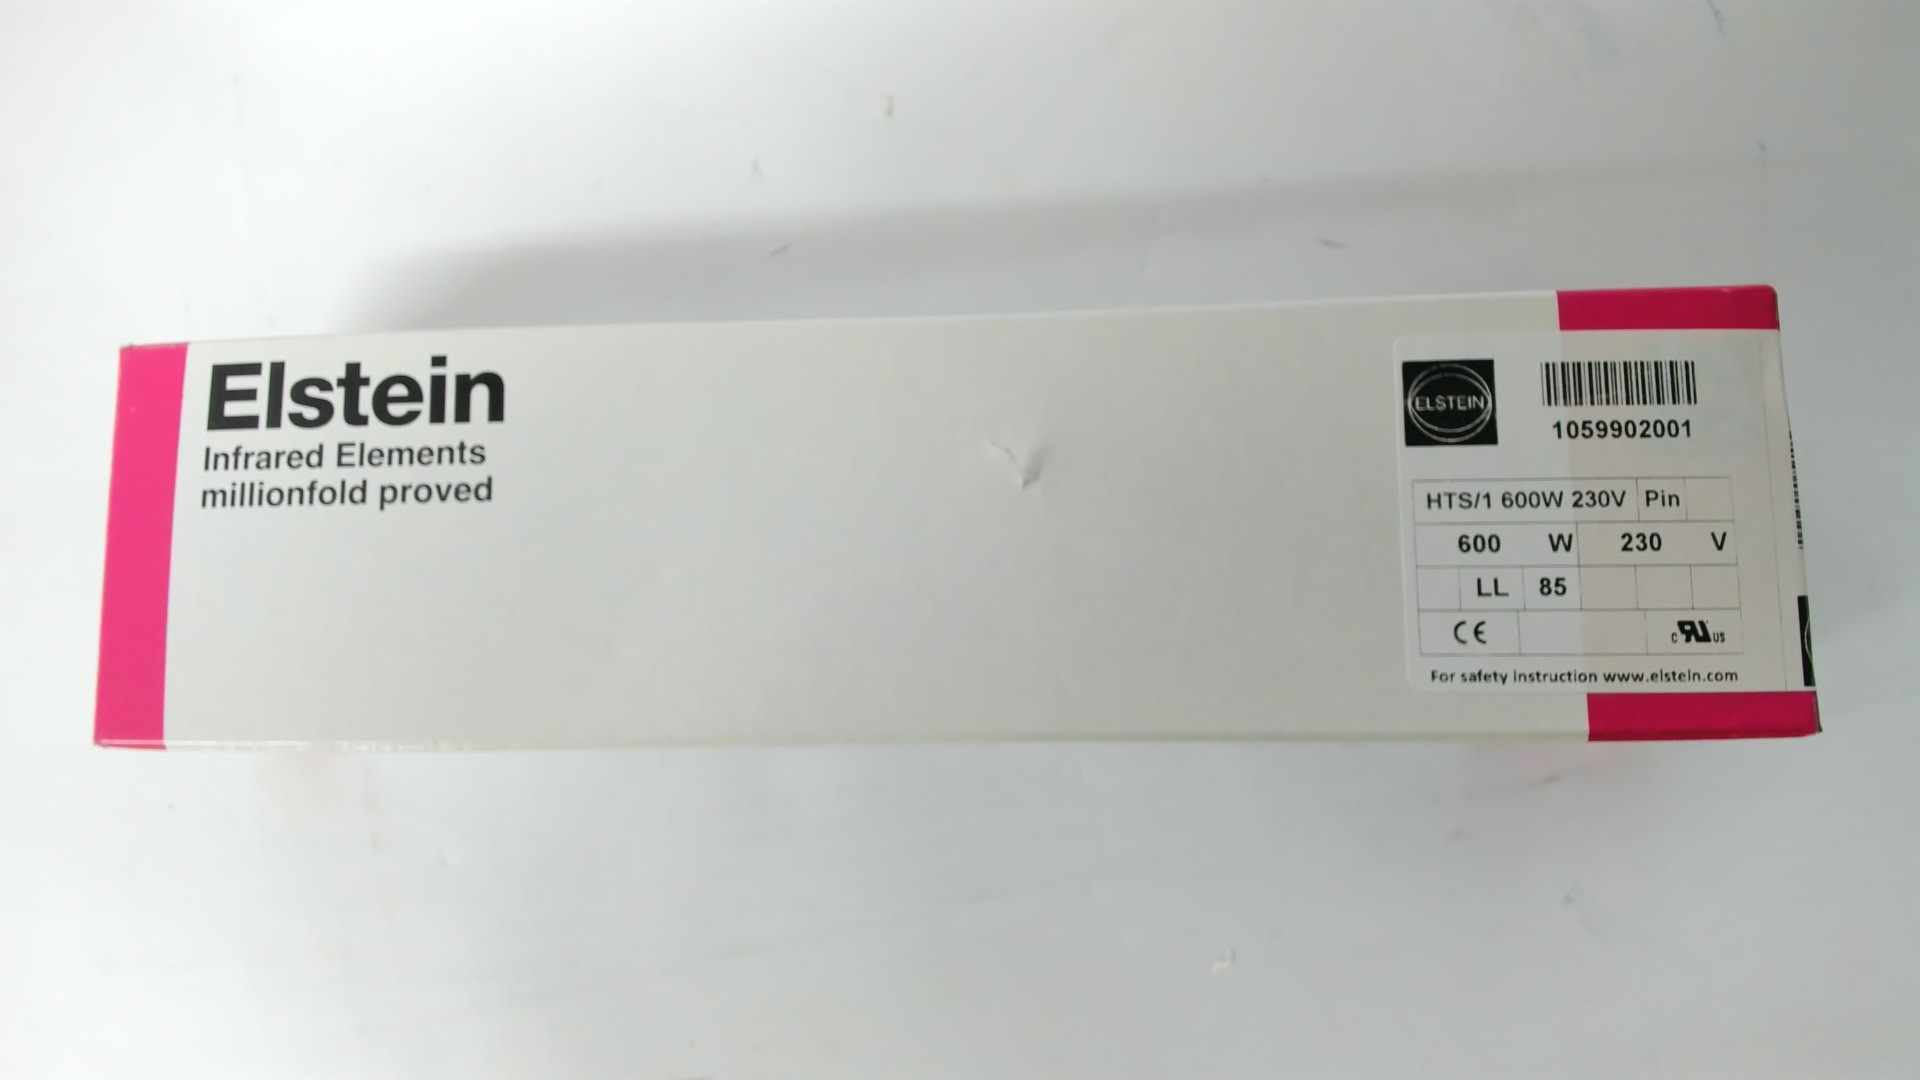 Elstein
Infrared Elements
millionfold proved
ELSTEIN
1059902001
HTS/1 600W 230V Pin
600 W 230 V
LL 85
CE c RU US
For safety instruction www.elstein.com